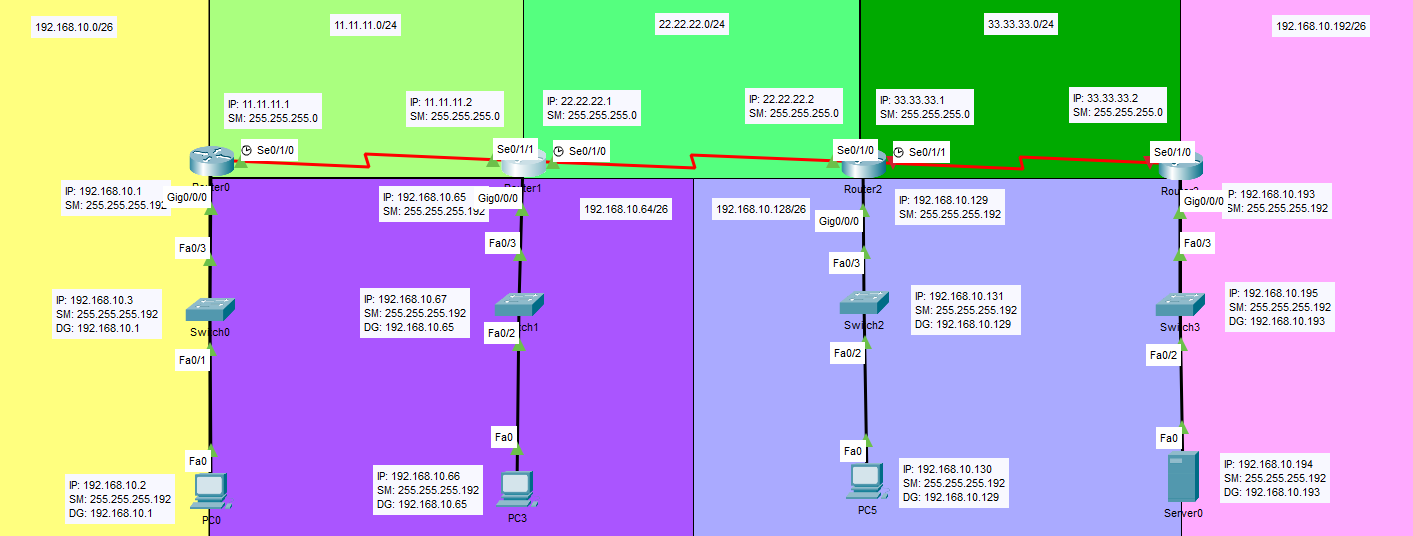 192.168.10.0/26
11.11.11.0/24
22.22.22.0/24
33.33.33.0/24
192.168.10.192/26
IP: 11.11.11.1
SM: 255.255.255.0
IP: 11.11.11.2
SM: 255.255.255.0
IP: 22.22.22.1
SM: 255.255.255.0
IP: 22.22.22.2
SM: 255.255.255.0
IP: 33.33.33.1
SM: 255.255.255.0
IP: 33.33.33.2
SM: 255.255.255.0
Se0/1/0
Se0/1/1
Se0/1/0
Se0/1/0
Se0/1/1
Se0/1/0
Router2
IP: 192.168.10.1
SM: 255.255.255.192
Gig0/0/0
IP: 192.168.10.65
SM: 255.255.255.192
Gig0/0/0
192.168.10.64/26
192.168.10.128/26
Gig0/0/0
IP: 192.168.10.129
SM: 255.255.255.192
Gig0/0/0
IP: 192.168.10.193
SM: 255.255.255.192
Fa0/3
Fa0/3
Fa0/3
Fa0/3
IP: 192.168.10.3
SM: 255.255.255.192
DG: 192.168.10.1
Switch0
IP: 192.168.10.67
SM: 255.255.255.192
DG: 192.168.10.65
Switch2
IP: 192.168.10.131
SM: 255.255.255.192
DG: 192.168.10.129
Switch3
IP: 192.168.10.195
SM: 255.255.255.192
DG: 192.168.10.193
Fa0/1
Fa0/2
Fa0/2
Fa0/2
Fa0
Fa0
Fa0
Fa0
IP: 192.168.10.2
SM: 255.255.255.192
DG: 192.168.10.1
PC0
IP: 192.168.10.66
SM: 255.255.255.192
DG: 192.168.10.65
PC3
IP: 192.168.10.130
SM: 255.255.255.192
DG: 192.168.10.129
PC5
IP: 192.168.10.194
SM: 255.255.255.192
DG: 192.168.10.193
Server0